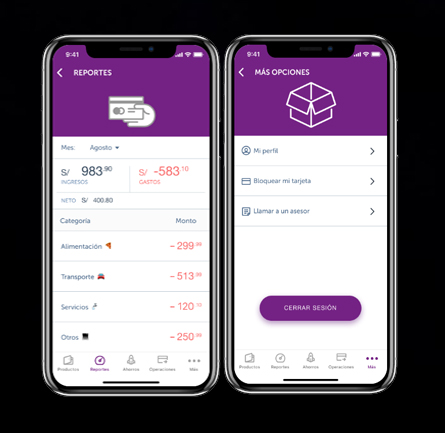 9:41
REPORTES
Mes: Agosto
S/ 983.90
INGRESOS
S/ -583.10
GASTOS
NETO S/ 400.80
Categoría Monto
Alimentación - 299.99
Transporte - 513.99
Servicios - 120.10
Otros - 250.99
Productos Reportes Ahorros Operaciones Más
9:41
MÁS OPCIONES
Mi perfil
Bloquear mi tarjeta
Llamar a un asesor
CERRAR SESIÓN
Productos Reportes Ahorros Operaciones Más